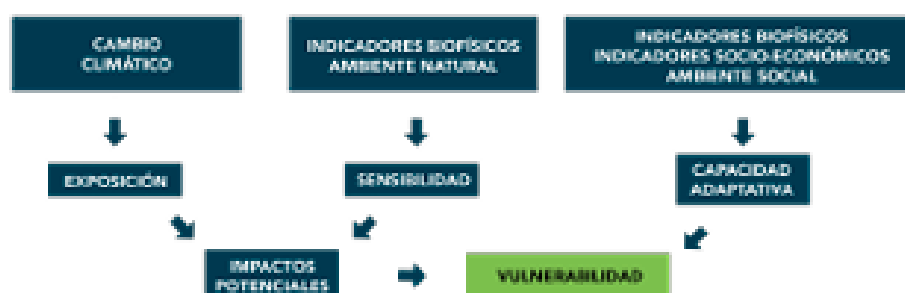 CAMBIO
CLIMÁTICO
INDICADORES BIOFÍSICOS
AMBIENTE NATURAL
INDICADORES BIOFÍSICOS
INDICADORES SOCIO-ECONÓMICOS
AMBIENTE SOCIAL
EXPOSICIÓN
SENSIBILIDAD
CAPACIDAD
ADAPTATIVA
IMPACTOS
POTENCIALES
VULNERABILIDAD